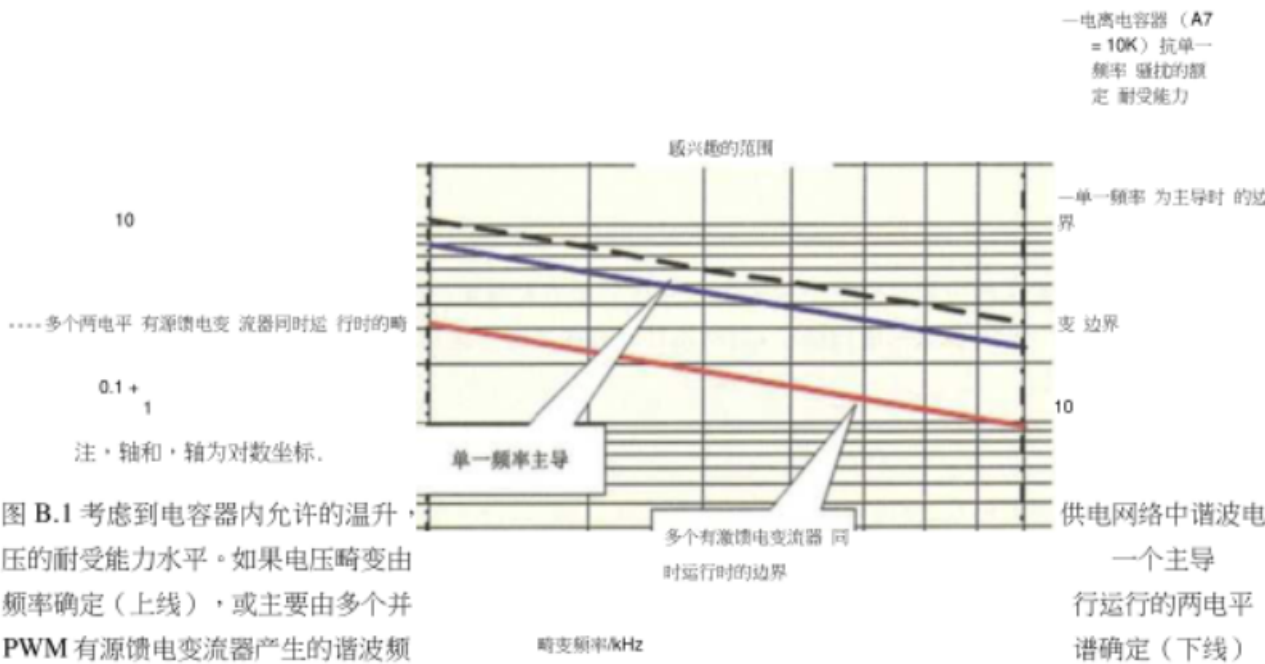 —电离电容器（A7
= 10K）抗单一
频率 骚扰的额
定 耐受能力
感兴趣的范围
10
—单一频率 为主导时 的边
界
....多个两电平 有源馈电变 流器同时运 行时的畸
变 边界
0.1 +
1
10
注，轴和，轴为对数坐标.
单一频率主导
图 B.1 考虑到电容器内允许的温升，
供电网络中谐波电
多个有激馈电变流器 同
时运行时的边界
压的耐受能力水平。如果电压畸变由
一个主导
频率确定（上线），或主要由多个并
行运行的两电平
PWM 有源馈电变流器产生的谐波频
畸变频率/kHz
谱确定（下线）